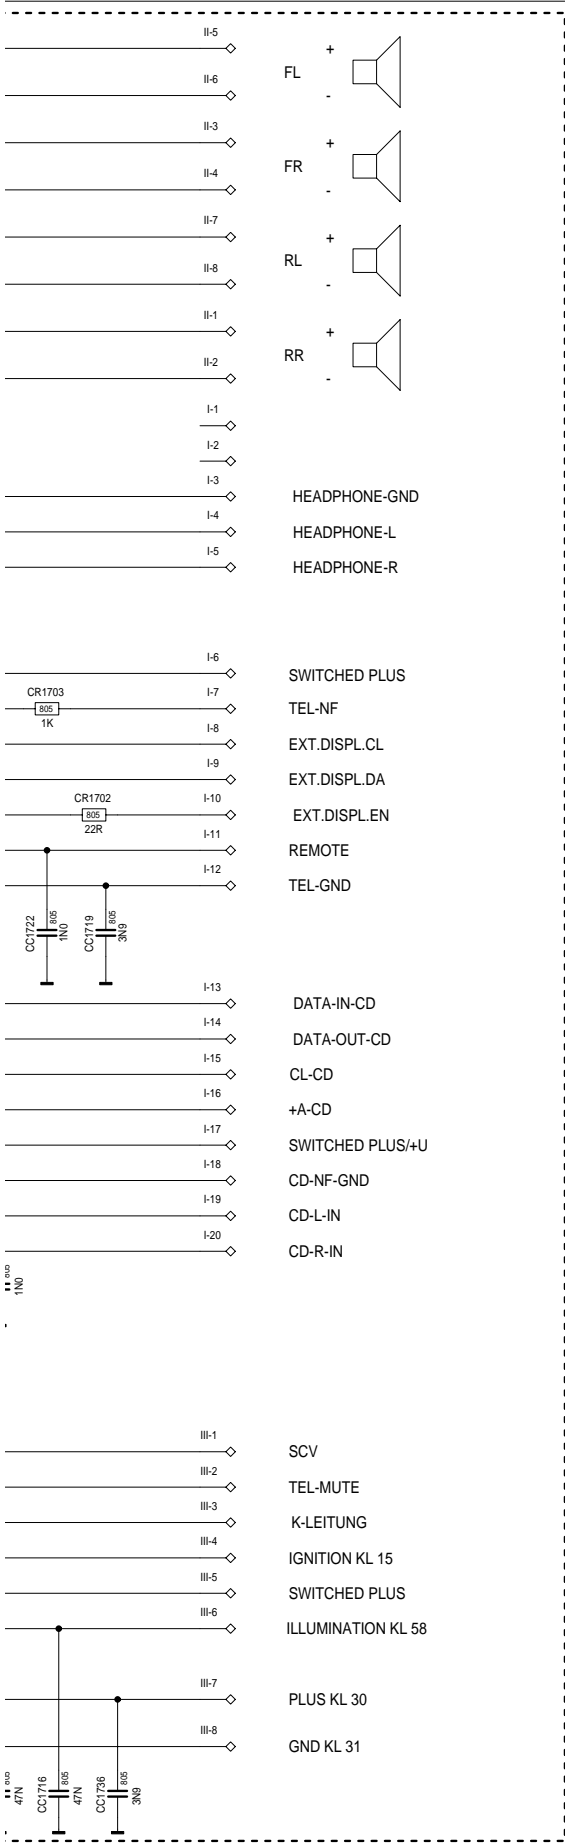 II-5
+
FL
II-6
-
II-3
+
FR
II-4
-
II-7
+
RL
II-8
-
II-1
+
RR
II-2
-
I-1
I-2
I-3
HEADPHONE-GND
I-4
HEADPHONE-L
I-5
HEADPHONE-R
I-6
SWITCHED PLUS
CR1703
805
1K
I-7
TEL-NF
I-8
EXT.DISPL.CL
I-9
EXT.DISPL.DA
CR1702
805
22R
I-10
EXT.DISPL.EN
I-11
REMOTE
I-12
TEL-GND
CC1722
805
1N0
CC1719
805
3N9
I-13
DATA-IN-CD
I-14
DATA-OUT-CD
I-15
CL-CD
I-16
+A-CD
I-17
SWITCHED PLUS/+U
I-18
CD-NF-GND
I-19
CD-L-IN
I-20
CD-R-IN
805
1N0
III-1
SCV
III-2
TEL-MUTE
III-3
K-LEITUNG
III-4
IGNITION KL 15
III-5
SWITCHED PLUS
III-6
ILLUMINATION KL 58
III-7
PLUS KL 30
III-8
GND KL 31
805
47N
CC1716
805
47N
CC1736
805
3N9